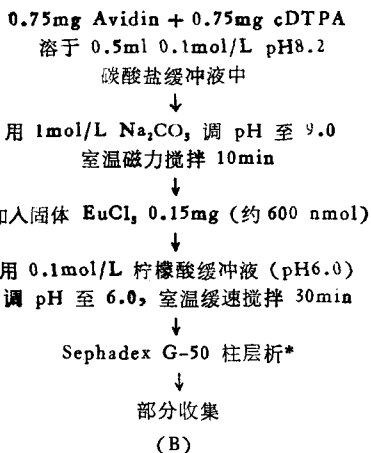 0.75mg Avidin + 0.75mg cDTPA
溶于 0.5ml 0.1mol/L pH8.2
碳酸盐缓冲液中
↓
用 1mol/L Na₂CO₃ 调 pH 至 9.0
室温磁力搅拌 10min
↓
加入固体 EuCl₃ 0.15mg (约 600 nmol)
↓
用 0.1mol/L 柠檬酸缓冲液 (pH6.0)
调 pH 至 6.0, 室温缓速搅拌 30min
↓
Sephadex G-50 柱层析*
↓
部分收集
(B)